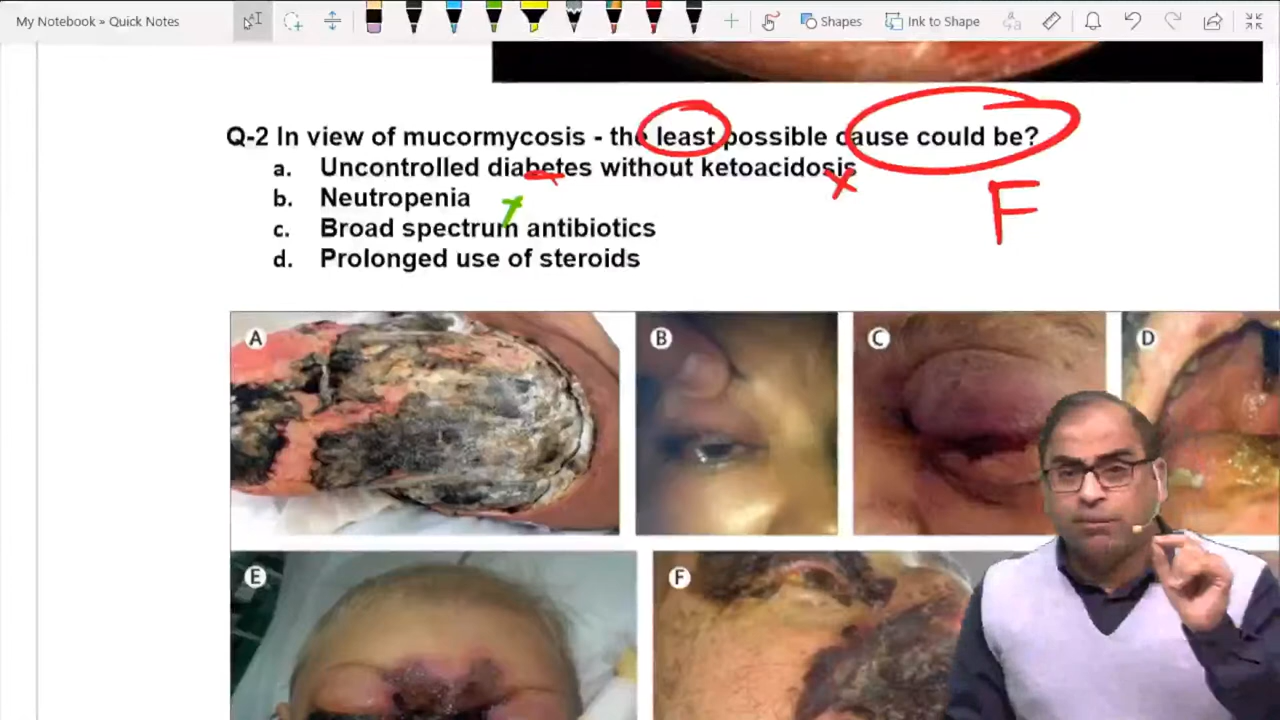 My Notebook » Quick Notes
Shapes
Ink to Shape
Q-2 In view of mucormycosis - the least possible cause could be?
a. Uncontrolled diabetes without ketoacidosis
b. Neutropenia
c. Broad spectrum antibiotics
d. Prolonged use of steroids
F
A
B
C
D
E
F